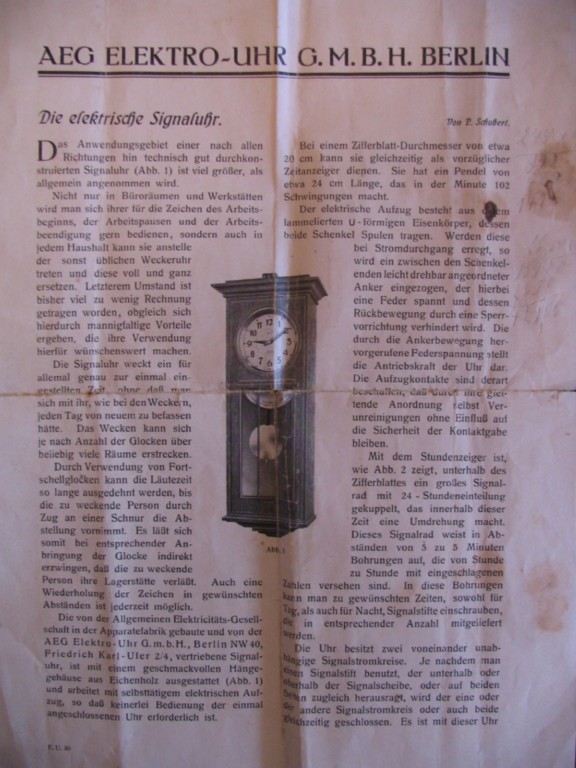 AEG ELEKTRO-UHR G.M.B.H. BERLIN
Die elektrische Signaluhr.
Von P. Schubert.
Das Anwendungsgebiet einer nach allen
Richtungen hin technisch gut durchkon-
struierten Signaluhr (Abb. 1) ist viel größer, als
allgemein angenommen wird.
Nicht nur in Büroräumen und Werkstätten
wird man sich ihrer für die Zeichen des Arbeits-
beginns, der Arbeitspausen und der Arbeits-
beendigung gern bedienen, sondern auch in
jedem Haushalt kann sie anstelle
der sonst üblichen Weckeruhr
treten und diese voll und ganz
ersetzen. Letzterem Umstand ist
bisher viel zu wenig Rechnung
getragen worden, obgleich sich
hierdurch mannigfaltige Vorteile
ergeben, die ihre Verwendung
hierfür wünschenswert machen.
Die Signaluhr weckt ein für
allemal genau zur einmal ein-
gestellten Zeit, ohne daß man
sich mit ihr, wie bei den Weckern,
jeden Tag von neuem zu befassen
hätte. Das Wecken kann sich
je nach Anzahl der Glocken über
beliebig viele Räume erstrecken.
Durch Verwendung von Fort-
schellglocken kann die Läutezeit
so lange ausgedehnt werden, bis
die zu weckende Person durch
Zug an einer Schnur die Ab-
stellung vornimmt. Es läßt sich
somit bei entsprechender An-
bringung der Glocke indirekt
erzwingen, daß die zu weckende
Person ihre Lagerstätte verläßt. Auch eine
Wiederholung der Zeichen in gewünschten
Abständen ist jederzeit möglich.
Die von der Allgemeinen Elektricitäts-Gesell-
schaft in der Apparatefabrik gebaute und von der
AEG Elektro-Uhr G.m.b.H., Berlin NW 40,
Friedrich Karl-Ufer 2/4, vertriebene Signal-
uhr, ist mit einem geschmackvollen Hänge-
gehäuse aus Eichenholz ausgestattet (Abb. 1)
und arbeitet mit selbsttätigem elektrischen Auf-
zug, so daß keinerlei Bedienung der einmal
angeschlossenen Uhr erforderlich ist.
Abb. 1
Bei einem Zifferblatt-Durchmesser von etwa
20 cm kann sie gleichzeitig als vorzüglicher
Zeitanzeiger dienen. Sie hat ein Pendel von
etwa 24 cm Länge, das in der Minute 102
Schwingungen macht.
Der elektrische Aufzug besteht aus
lammelierten U-förmigen Eisenkörper, dessen
beide Schenkel Spulen tragen. Werden diese
bei Stromdurchgang erregt, so
wird ein zwischen den Schenkel-
enden leicht drehbar angeordneter
Anker eingezogen, der hierbei
eine Feder spannt und dessen
Rückbewegung durch eine Sperr-
vorrichtung verhindert wird. Die
durch die Ankerbewegung her-
vorgerufene Federspannung stellt
die Antriebskraft der Uhr dar.
Die Aufzugkontakte sind derart
beschaffen, daß durch ihre glei-
tende Anordnung selbst Ver-
unreinigungen ohne Einfluß auf
die Sicherheit der Kontaktgabe
bleiben.
Mit dem Stundenzeiger ist,
wie Abb. 2 zeigt, unterhalb des
Zifferblattes ein großes Signal-
rad mit 24-Stundeneinteilung
gekuppelt, das innerhalb dieser
Zeit eine Umdrehung macht.
Dieses Signalrad weist in Ab-
ständen von 5 zu 5 Minuten
Bohrungen auf, die von Stunde
zu Stunde mit eingeschlagenen
Zahlen versehen sind. In diese Bohrungen
kann man zu gewünschten Zeiten, sowohl für
Tag, als auch für Nacht, Signalstifte einschrauben,
die in entsprechender Anzahl mitgeliefert
werden.
Die Uhr besitzt zwei voneinander unab-
hängige Signalstromkreise. Je nachdem man
einen Signalstift benutzt, der unterhalb oder
oberhalb der Signalscheibe, oder auf beiden
Seiten zugleich herausragt, wird der eine oder
der andere Signalstromkreis oder auch beide
gleichzeitig geschlossen. Es ist mit dieser Uhr